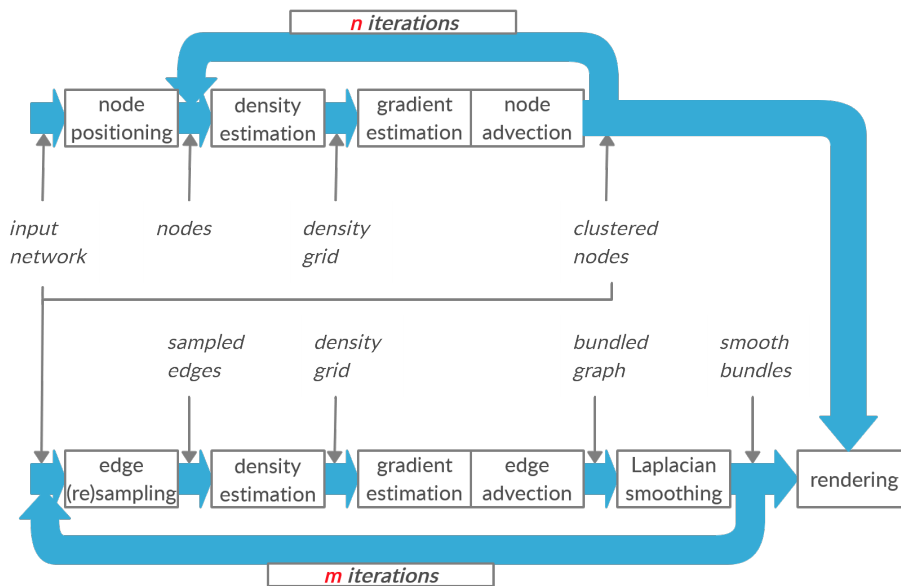 n iterations
node
positioning
density
estimation
gradient
estimation
node
advection
input
network
nodes
density
grid
clustered
nodes
sampled
edges
density
grid
bundled
graph
smooth
bundles
edge
(re)sampling
density
estimation
gradient
estimation
edge
advection
Laplacian
smoothing
rendering
m iterations